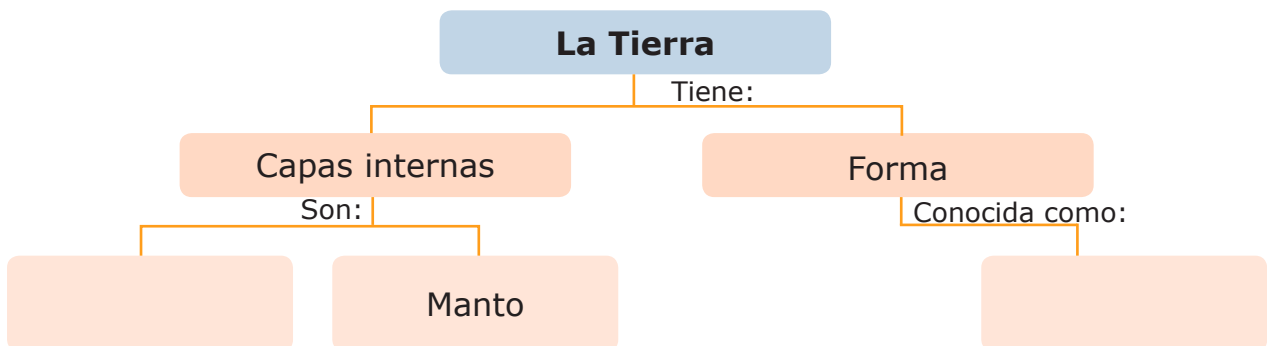 La Tierra
Tiene:
Capas internas
Forma
Son:
Conocida como:
Manto